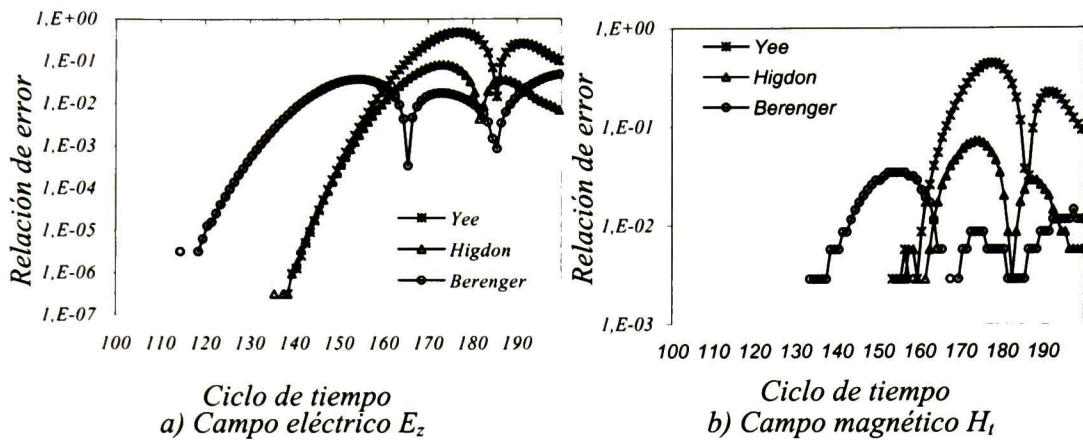 1,E+00
1,E-01
1,E-02
1,E-03
1,E-04
1,E-05
1,E-06
1,E-07
Relación de error
Yee
Higdon
Berenger
100 110 120 130 140 150 160 170 180 190
Ciclo de tiempo
a) Campo eléctrico Ez
1,E+00
1,E-01
1,E-02
1,E-03
Relación de error
Yee
Higdon
Berenger
100 110 120 130 140 150 160 170 180 190
Ciclo de tiempo
b) Campo magnético Ht